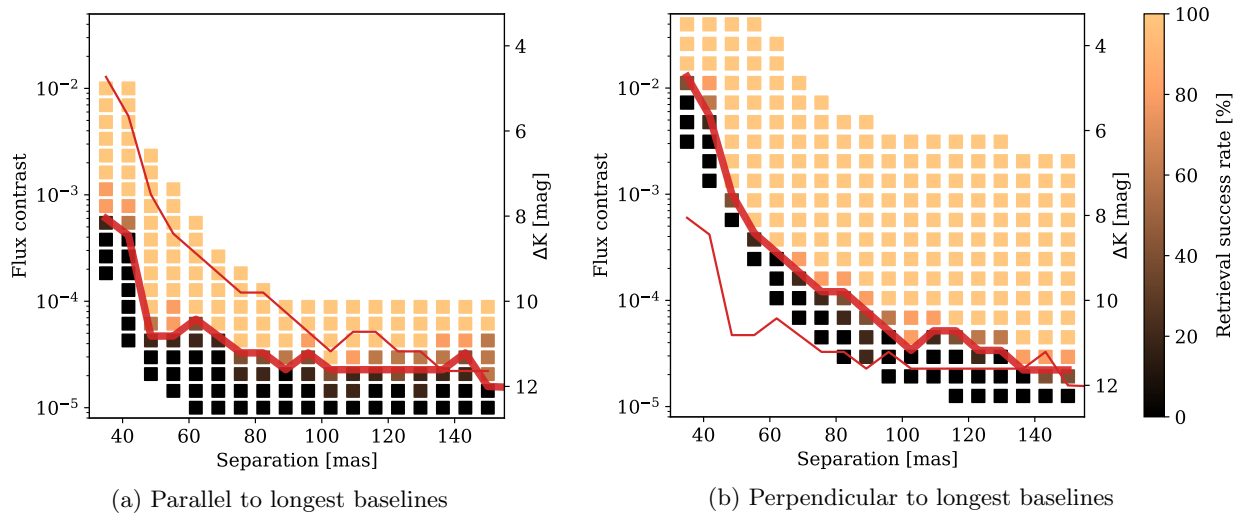 Flux contrast
10⁻²
10⁻³
10⁻⁴
10⁻⁵
4
6
8
10
12
ΔK [mag]
40 60 80 100 120 140
Separation [mas]
(a) Parallel to longest baselines
Flux contrast
10⁻²
10⁻³
10⁻⁴
10⁻⁵
4
6
8
10
12
ΔK [mag]
40 60 80 100 120 140
Separation [mas]
(b) Perpendicular to longest baselines
100
80
60
40
20
0
Retrieval success rate [%]